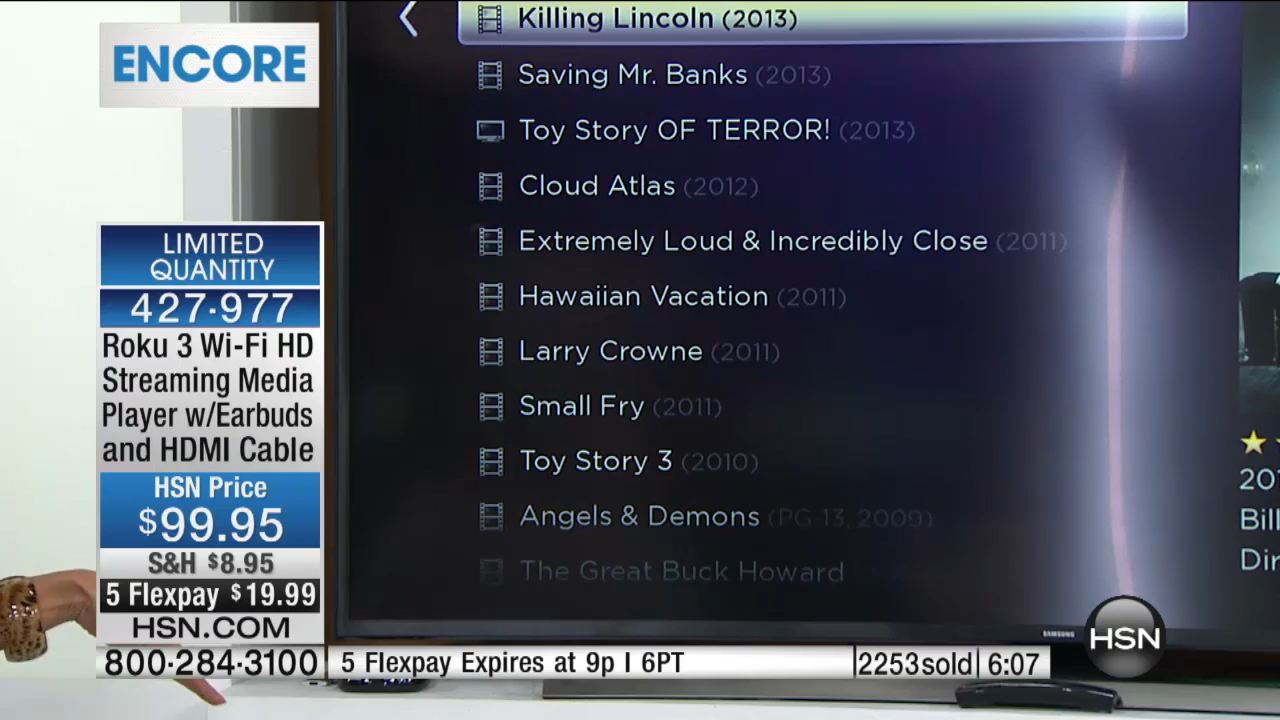 ENCORE
LIMITED
QUANTITY
427-977
Roku 3 Wi-Fi HD
Streaming Media
Player w/Earbuds
and HDMI Cable
HSN Price
$99.95
S&H $8.95
5 Flexpay $19.99
HSN.COM
800-284-3100
5 Flexpay Expires at 9p I 6PT
2253sold
6:07
Killing Lincoln (2013)
Saving Mr. Banks (2013)
Toy Story OF TERROR! (2013)
Cloud Atlas (2012)
Extremely Loud & Incredibly Close (2011)
Hawaiian Vacation (2011)
Larry Crowne (2011)
Small Fry (2011)
Toy Story 3 (2010)
Angels & Demons (PG-13, 2009)
The Great Buck Howard
20
Bill
Dir
SAMSUNG
HSN